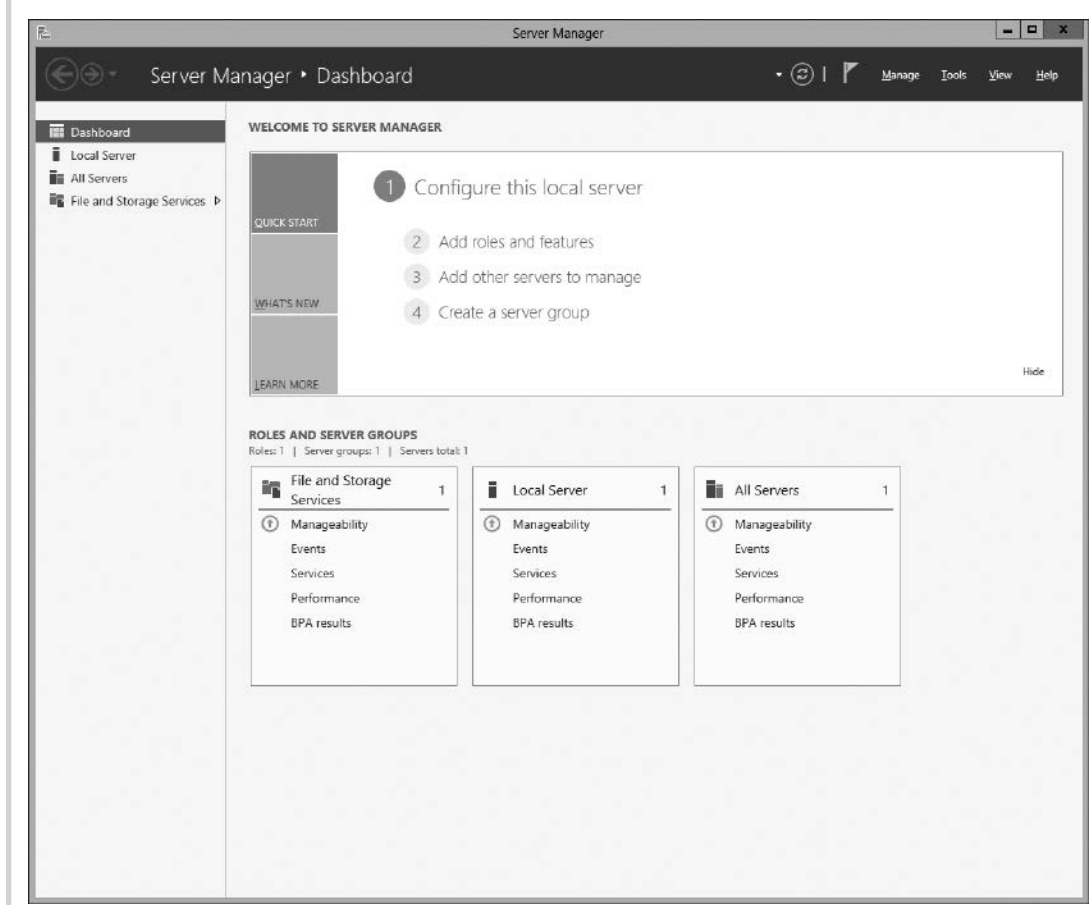 Server Manager
Server Manager • Dashboard
Manage Tools View Help
Dashboard
Local Server
All Servers
File and Storage Services
WELCOME TO SERVER MANAGER
QUICK START
WHAT'S NEW
LEARN MORE
1 Configure this local server
2 Add roles and features
3 Add other servers to manage
4 Create a server group
Hide
ROLES AND SERVER GROUPS
Roles: 1 | Server groups: 1 | Servers total: 1
File and Storage
Services 1
Manageability
Events
Services
Performance
BPA results
Local Server 1
Manageability
Events
Services
Performance
BPA results
All Servers 1
Manageability
Events
Services
Performance
BPA results